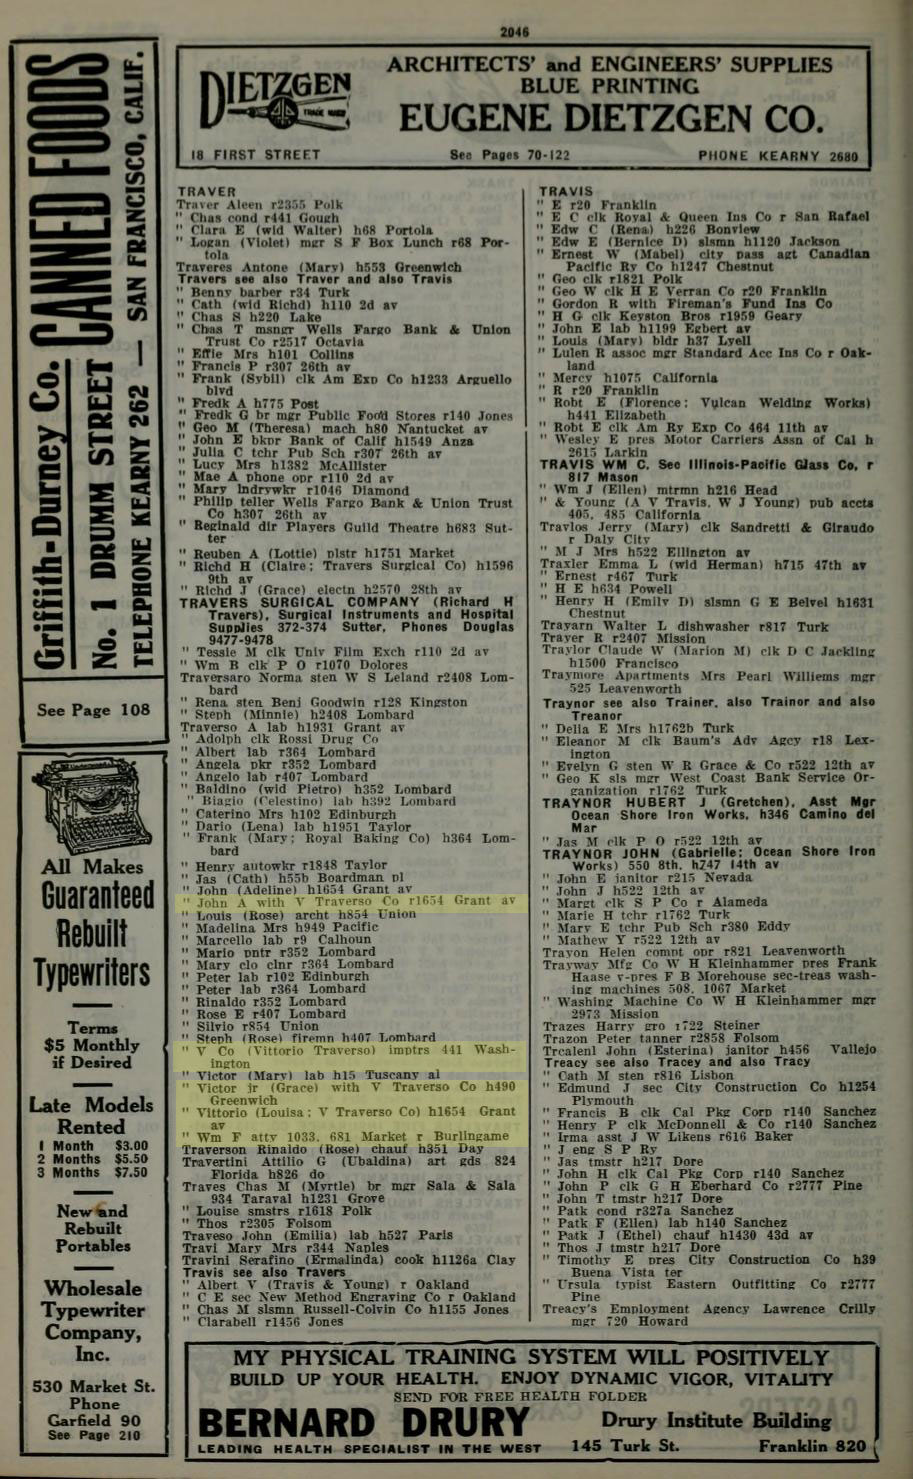 2046
Griffith-Durney Co. CANNED FOODS
No. 1 DRUMM STREET
TELEPHONE KEARNY 262 — SAN FRANCISCO, CALIF.
See Page 108
All Makes
Guaranteed
Rebuilt
Typewriters
Terms
$5 Monthly
if Desired
Late Models
Rented
1 Month $3.00
2 Months $5.50
3 Months $7.50
New and
Rebuilt
Portables
Wholesale
Typewriter
Company,
Inc.
530 Market St.
Phone
Garfield 90
See Page 210
DIETZGEN
TRADE MARK
ARCHITECTS' and ENGINEERS' SUPPLIES
BLUE PRINTING
EUGENE DIETZGEN CO.
18 FIRST STREET See Pages 70-122 PHONE KEARNY 2680
TRAVER
Traver Aleen r2355 Polk
" Chas cond r441 Gough
" Clara E (wid Walter) h68 Portola
" Logan (Violet) mgr S F Box Lunch r68 Por-
tola
Traveres Antone (Mary) h553 Greenwich
Travers see also Traver and also Travis
" Benny barber r34 Turk
" Cath (wid Richd) h110 2d av
" Chas S h220 Lake
" Chas T msngr Wells Fargo Bank & Union
Trust Co r2517 Octavia
" Effie Mrs h101 Collins
" Francis P r307 26th av
" Frank (Sybil) clk Am Exp Co h1233 Arguello
blvd
" Fredk A h775 Post
" Fredk G br mgr Public Food Stores r140 Jones
" Geo M (Theresa) mach h80 Nantucket av
" John E bkpr Bank of Calif h1549 Anza
" Julia C tchr Pub Sch r307 26th av
" Lucy Mrs h1382 McAllister
" Mae A phone opr r110 2d av
" Mary lndrywkr r1046 Diamond
" Philip teller Wells Fargo Bank & Union Trust
Co h307 26th av
" Reginald dir Players Guild Theatre h683 Sut-
ter
" Reuben A (Lottie) plstr h1751 Market
" Richd H (Claire; Travers Surgical Co) h1596
9th av
" Richd J (Grace) electn h2570 28th av
TRAVERS SURGICAL COMPANY (Richard H
Travers), Surgical Instruments and Hospital
Supplies 372-374 Sutter, Phones Douglas
9477-9478
" Tessie M clk Univ Film Exch r110 2d av
" Wm B clk P O r1070 Dolores
Traversaro Norma sten W S Leland r2408 Lom-
bard
" Rena sten Benj Goodwin r128 Kingston
" Steph (Minnie) h2408 Lombard
Traverso A lab h1931 Grant av
" Adolph clk Rossi Drug Co
" Albert lab r364 Lombard
" Angela pkr r352 Lombard
" Angelo lab r407 Lombard
" Baldino (wid Pietro) h352 Lombard
" Biagio (Celestino) lab h392 Lombard
" Caterino Mrs h102 Edinburgh
" Dario (Lena) lab h1951 Taylor
" Frank (Mary; Royal Baking Co) h364 Lom-
bard
" Henry autowkr r1848 Taylor
" Jas (Cath) h55b Boardman pl
" John (Adeline) h1654 Grant av
" John A with V Traverso Co r1654 Grant av
" Louis (Rose) archt h854 Union
" Madelina Mrs h949 Pacific
" Marcello lab r9 Calhoun
" Mario pntr r352 Lombard
" Mary clo clnr r364 Lombard
" Peter lab r102 Edinburgh
" Peter lab r364 Lombard
" Rinaldo r352 Lombard
" Rose E r407 Lombard
" Silvio r854 Union
" Steph (Rose) firemn h407 Lombard
" V Co (Vittorio Traverso) imptrs 441 Wash-
ington
" Victor (Mary) lab h15 Tuscany al
" Victor jr (Grace) with V Traverso Co h490
Greenwich
" Vittorio (Louisa; V Traverso Co) h1654 Grant
av
" Wm F atty 1033, 681 Market r Burlingame
Traverson Rinaldo (Rose) chauf h351 Day
Travertini Attilio G (Ubaldina) art gds 824
Florida h826 do
Traves Chas M (Myrtle) br mgr Sala & Sala
934 Taraval h1231 Grove
" Louise smstrs r1618 Polk
" Thos r2305 Folsom
Traveso John (Emilia) lab h527 Paris
Travi Mary Mrs r344 Naples
Travini Serafino (Ermalinda) cook h1126a Clay
Travis see also Travers
" Albert V (Travis & Young) r Oakland
" C E sec New Method Engraving Co r Oakland
" Chas M slsmn Russell-Colvin Co h1155 Jones
" Clarabell r1456 Jones
TRAVIS
" E r20 Franklin
" E C clk Royal & Queen Ins Co r San Rafael
" Edw C (Rena) h226 Bonview
" Edw E (Bernice D) slsmn h1120 Jackson
" Ernest W (Mabel) city pass agt Canadian
Pacific Ry Co h1247 Chestnut
" Geo clk r1821 Polk
" Geo W clk H E Verran Co r20 Franklin
" Gordon R with Fireman's Fund Ins Co
" H G clk Keyston Bros r1959 Geary
" John E lab h1199 Egbert av
" Louis (Mary) bldr h37 Lyell
" Lulen R assoc mgr Standard Acc Ins Co r Oak-
land
" Mercy h1075 California
" R r20 Franklin
" Robt E (Florence; Vulcan Welding Works)
h441 Elizabeth
" Robt E clk Am Ry Exp Co 464 11th av
" Wesley E pres Motor Carriers Assn of Cal h
2615 Larkin
TRAVIS WM C. See Illinois-Pacific Glass Co, r
817 Mason
" Wm J (Ellen) mtrmn h216 Head
" & Young (A V Travis, W J Young) pub accts
405, 485 California
Travlos Jerry (Mary) clk Sandretti & Giraudo
r Daly City
" M J Mrs h522 Ellington av
Traxler Emma L (wid Herman) h715 47th av
" Ernest r467 Turk
" H E h634 Powell
" Henry H (Emily D) slsmn G E Belvel h1631
Chestnut
Trayarn Walter L dishwasher r817 Turk
Trayer R r2407 Mission
Traylor Claude W (Marion M) clk D C Jackling
h1500 Francisco
Traymore Apartments Mrs Pearl Williems mgr
525 Leavenworth
Traynor see also Trainer, also Trainor and also
Treanor
" Delia E Mrs h1762b Turk
" Eleanor M clk Baum's Adv Agcy r18 Lex-
ington
" Evelyn G sten W R Grace & Co r522 12th av
" Geo K sls mgr West Coast Bank Service Or-
ganization r1762 Turk
TRAYNOR HUBERT J (Gretchen), Asst Mgr
Ocean Shore Iron Works, h346 Camino del
Mar
" Jas M clk P O r522 12th av
TRAYNOR JOHN (Gabrielle; Ocean Shore Iron
Works) 550 8th, h747 14th av
" John E janitor r215 Nevada
" John J h522 12th av
" Margt clk S P Co r Alameda
" Marie H tchr r1762 Turk
" Mary E tchr Pub Sch r380 Eddy
" Mathew Y r522 12th av
Trayon Helen compt opr r821 Leavenworth
Trayway Mfg Co W H Kleinhammer pres Frank
Haase v-pres F B Morehouse sec-treas wash-
ing machines 508, 1067 Market
" Washing Machine Co W H Kleinhammer mgr
2973 Mission
Trazes Harry gro 1722 Steiner
Trazon Peter tanner r2858 Folsom
Trcalenl John (Esterina) janitor h456 Vallejo
Treacy see also Tracey and also Tracy
" Cath M sten r816 Lisbon
" Edmund J sec City Construction Co h1254
Plymouth
" Francis B clk Cal Pkg Corp r140 Sanchez
" Henry P clk McDonnell & Co r140 Sanchez
" Irma asst J W Likens r616 Baker
" J eng S P Ry
" Jas tmstr h217 Dore
" John H clk Cal Pkg Corp r140 Sanchez
" John P clk G H Eberhard Co r2777 Pine
" John T tmstr h217 Dore
" Patk cond r327a Sanchez
" Patk F (Ellen) lab h140 Sanchez
" Patk J (Ethel) chauf h1430 43d av
" Thos J tmstr h217 Dore
" Timothy E pres City Construction Co h39
Buena Vista ter
" Ursula typist Eastern Outfitting Co r2777
Pine
Treacy's Employment Agency Lawrence Crilly
mgr 720 Howard
MY PHYSICAL TRAINING SYSTEM WILL POSITIVELY
BUILD UP YOUR HEALTH. ENJOY DYNAMIC VIGOR, VITALITY
SEND FOR FREE HEALTH FOLDER
BERNARD DRURY Drury Institute Building
LEADING HEALTH SPECIALIST IN THE WEST 145 Turk St. Franklin 820